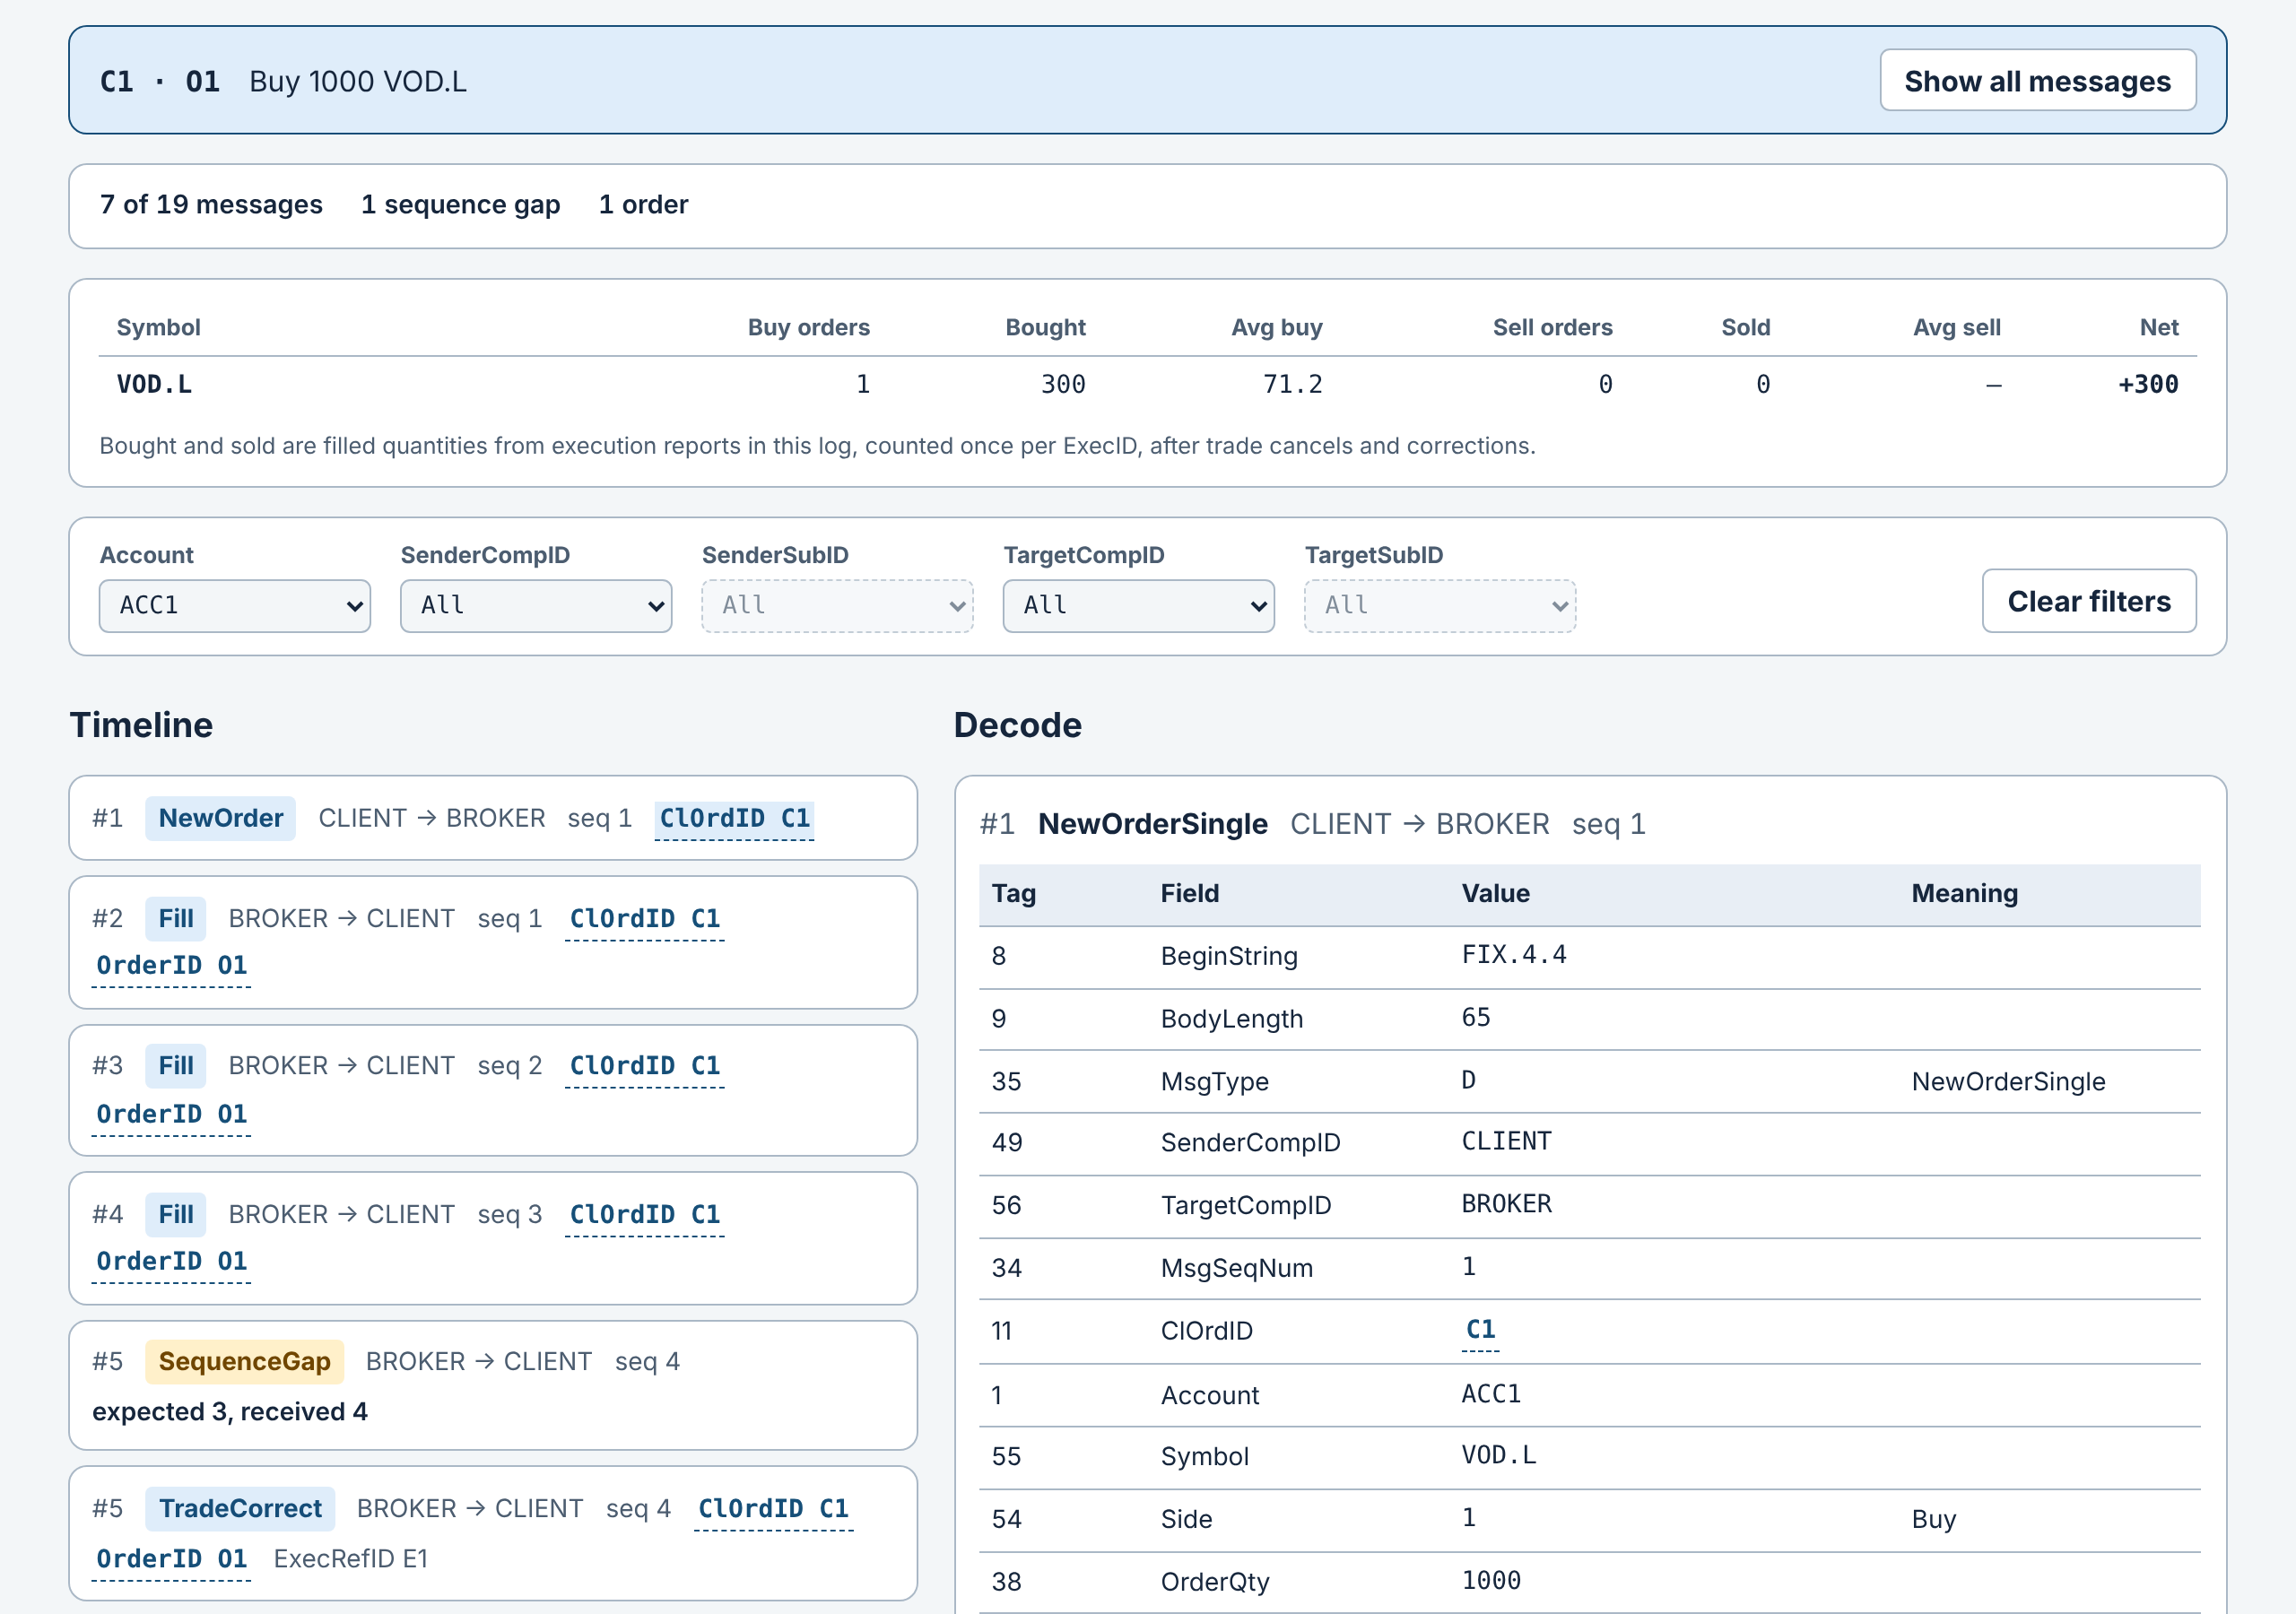 C1 · O1 Buy 1000 VOD.L Show all messages
7 of 19 messages 1 sequence gap 1 order
Symbol Buy orders Bought Avg buy Sell orders Sold Avg sell Net
VOD.L 1 300 71.2 0 0 — +300
Bought and sold are filled quantities from execution reports in this log, counted once per ExecID, after trade cancels and corrections.
Account SenderCompID SenderSubID TargetCompID TargetSubID
ACC1 All All All All Clear filters
Timeline
#1 NewOrder CLIENT → BROKER seq 1 ClOrdID C1
#2 Fill BROKER → CLIENT seq 1 ClOrdID C1
OrderID O1
#3 Fill BROKER → CLIENT seq 2 ClOrdID C1
OrderID O1
#4 Fill BROKER → CLIENT seq 3 ClOrdID C1
OrderID O1
#5 SequenceGap BROKER → CLIENT seq 4
expected 3, received 4
#5 TradeCorrect BROKER → CLIENT seq 4 ClOrdID C1
OrderID O1 ExecRefID E1
Decode
#1 NewOrderSingle CLIENT → BROKER seq 1
Tag Field Value Meaning
8 BeginString FIX.4.4
9 BodyLength 65
35 MsgType D NewOrderSingle
49 SenderCompID CLIENT
56 TargetCompID BROKER
34 MsgSeqNum 1
11 ClOrdID C1
1 Account ACC1
55 Symbol VOD.L
54 Side 1 Buy
38 OrderQty 1000